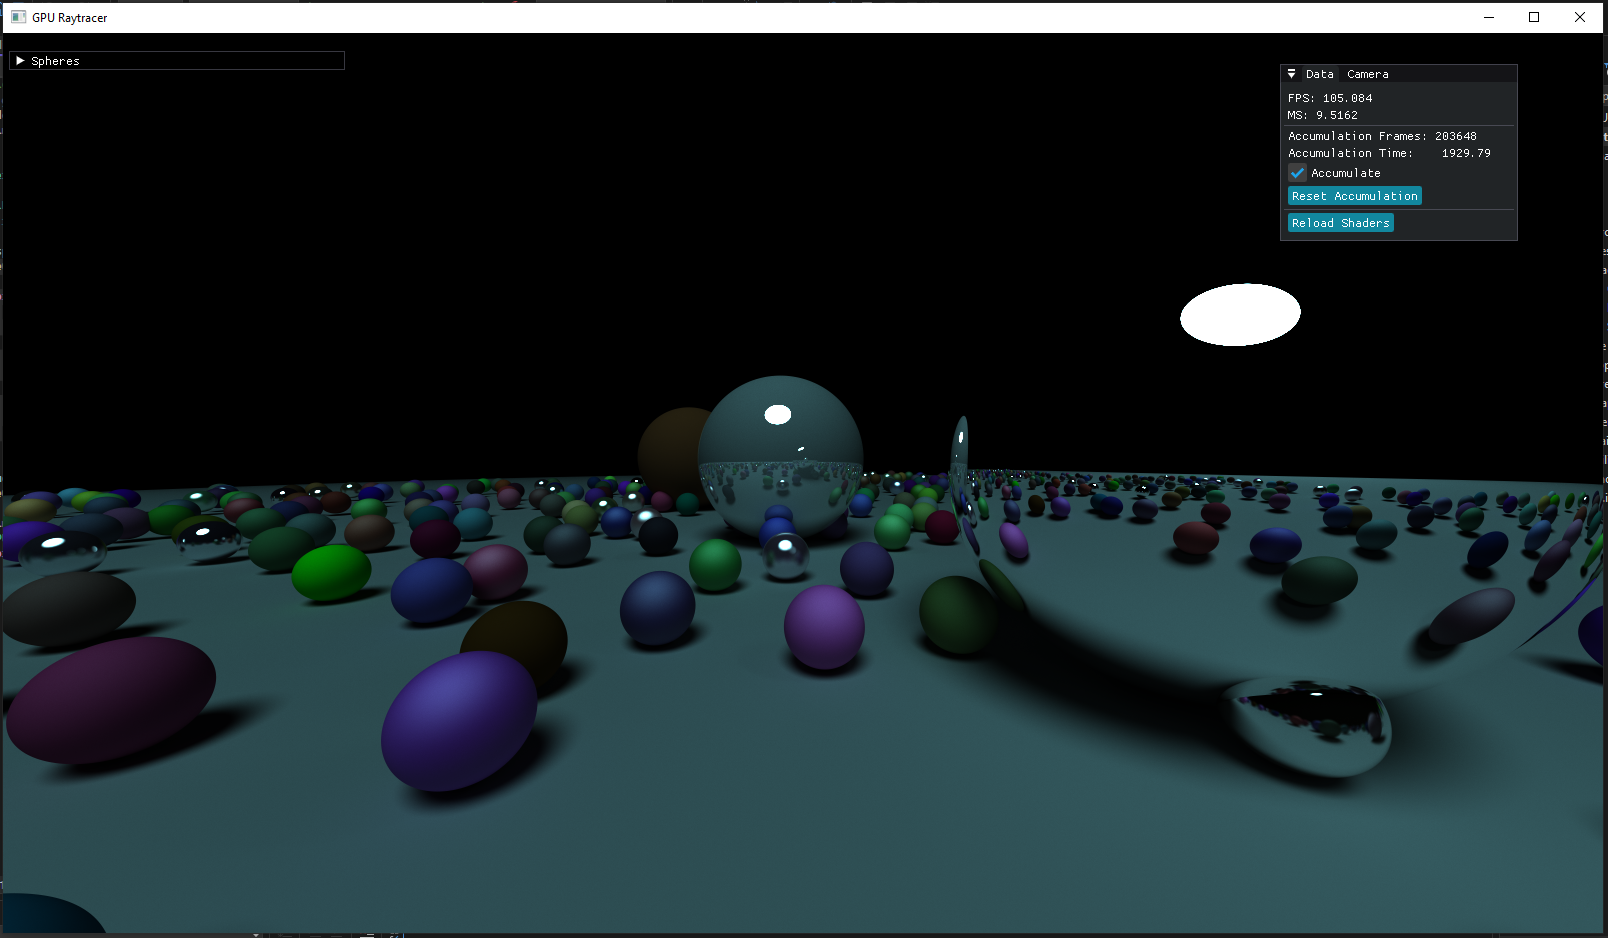 GPU Raytracer
Spheres
Data Camera
FPS: 105.084
MS: 9.5162
Accumulation Frames: 203648
Accumulation Time: 1929.79
Accumulate
Reset Accumulation
Reload Shaders